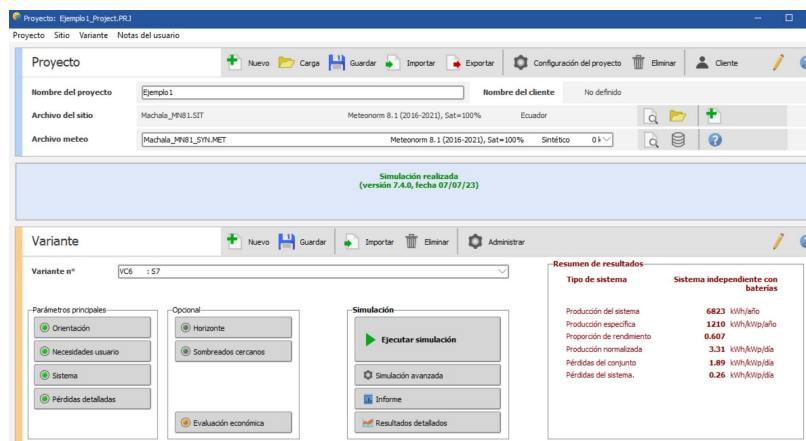 Proyecto: Ejemplo1_Project.PRJ
Proyecto Sitio Variante Notas del usuario
Proyecto Nuevo Carga Guardar Importar Exportar Configuración del proyecto Eliminar Cliente
Nombre del proyecto Ejemplo1 Nombre del cliente No definido
Archivo del sitio Machala_MN81.SIT Meteonorm 8.1 (2016-2021), Sat=100% Ecuador
Archivo meteo Machala_MN81_SYN.MET Meteonorm 8.1 (2016-2021), Sat=100% Sintético 0 k
Simulación realizada
(versión 7.4.0, fecha 07/07/23)
Variante Nuevo Guardar Importar Eliminar Administrar
Variante n° VC6 : S7
Resumen de resultados
Tipo de sistema Sistema independiente con
baterías
Parámetros principales Opcional Simulación
Producción del sistema 6823 kWh/año
Orientación Horizonte Ejecutar simulación
Producción específica 1210 kWh/kWp/año
Proporción de rendimiento 0.607
Necesidades usuario Sombreados cercanos
Producción normalizada 3.31 kWh/kWp/día
Pérdidas del conjunto 1.89 kWh/kWp/día
Sistema Simulación avanzada
Pérdidas del sistema. 0.26 kWh/kWp/día
Pérdidas detalladas Informe
Evaluación económica Resultados detallados